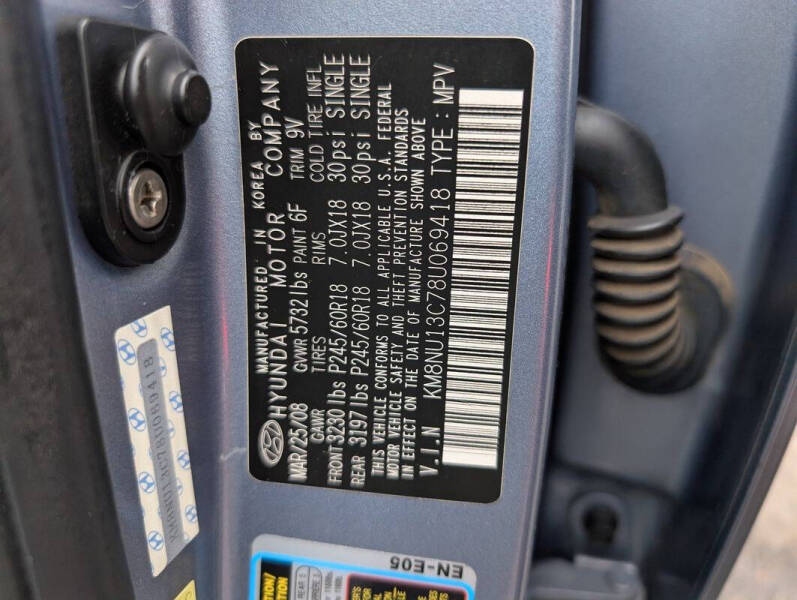 MANUFACTURED IN KOREA BY
HYUNDAI MOTOR COMPANY
MAR/25/08 GVWR 5732 lbs PAINT 6F TRIM 9V
GAWR TIRES RIMS COLD TIRE INFL
FRONT 3230 lbs P245/60R18 7.0JX18 30psi SINGLE
REAR 3197 lbs P245/60R18 7.0JX18 30psi SINGLE
THIS VEHICLE CONFORMS TO ALL APPLICABLE U.S.A. FEDERAL
MOTOR VEHICLE SAFETY AND THEFT PREVENTION STANDARDS
IN EFFECT ON THE DATE OF MANUFACTURE SHOWN ABOVE
V.I.N KM8NU13C78U069418 TYPE : MPV
KM8NU13C78U069418
EN-E05